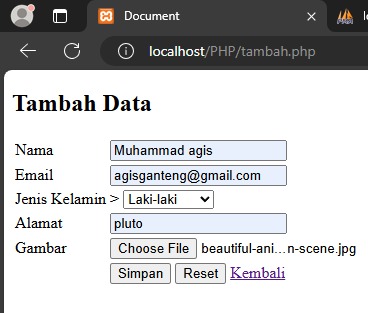 Document
localhost/PHP/tambah.php
Tambah Data
Nama Muhammad agis
Email agisganteng@gmail.com
Jenis Kelamin > Laki-laki
Alamat pluto
Gambar Choose File beautiful-ani...n-scene.jpg
Simpan Reset Kembali